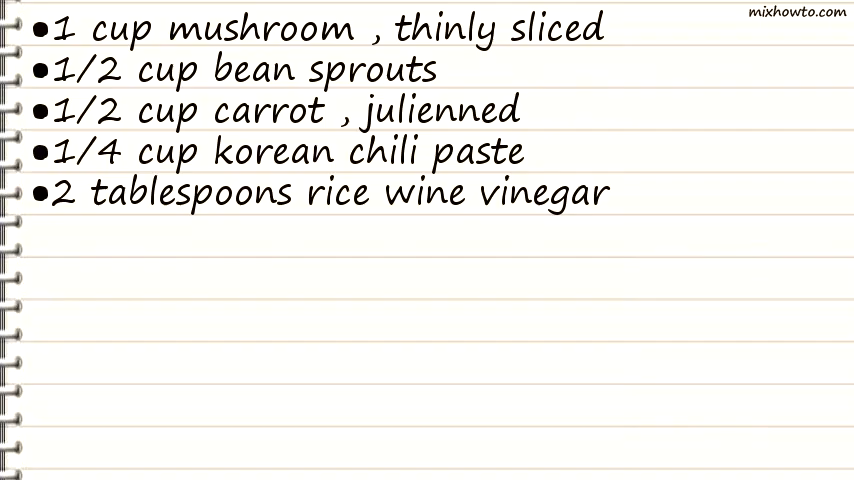 mixhowto.com
•1 cup mushroom , thinly sliced
•1/2 cup bean sprouts
•1/2 cup carrot , julienned
•1/4 cup korean chili paste
•2 tablespoons rice wine vinegar